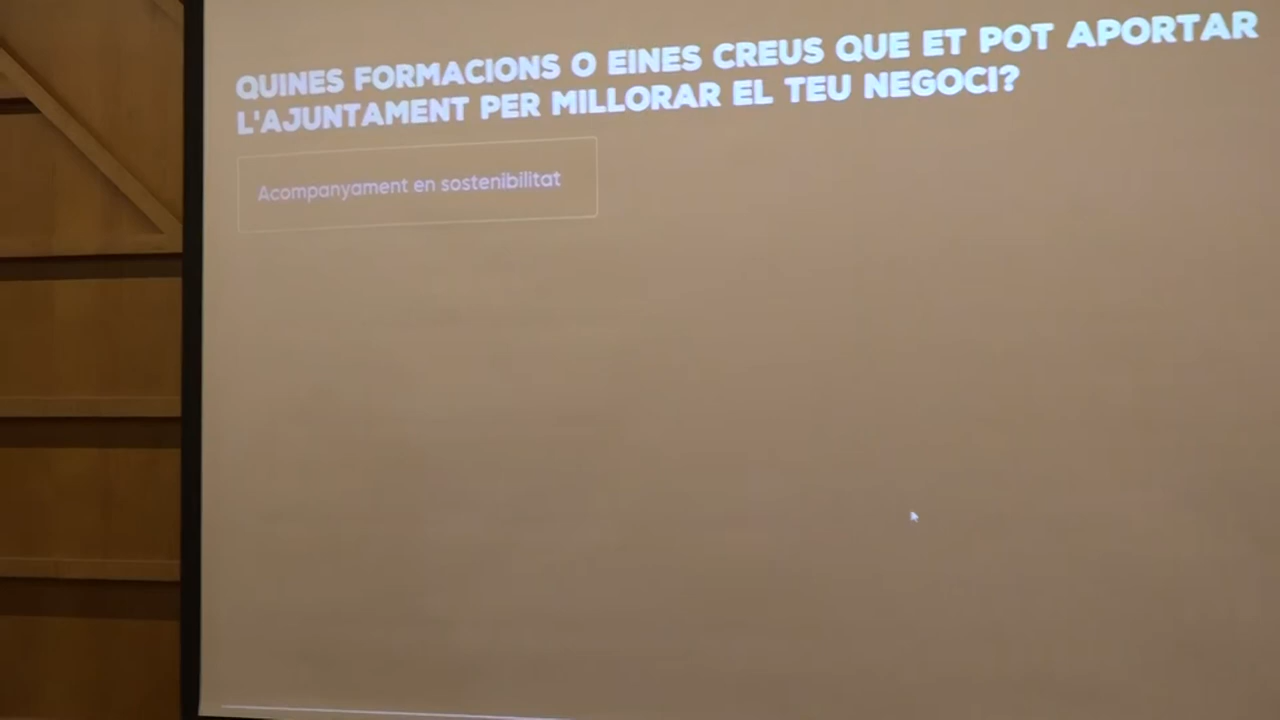 QUINES FORMACIONS O EINES CREUS QUE ET POT APORTAR
L'AJUNTAMENT PER MILLORAR EL TEU NEGOCI?
Acompanyament en sostenibilitat